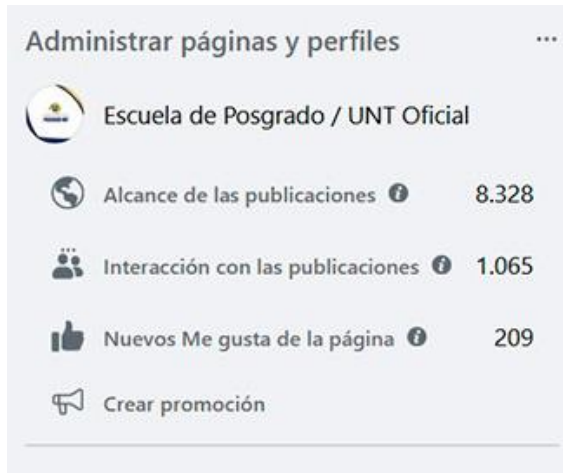 Administrar páginas y perfiles ...
Escuela de Posgrado / UNT Oficial
Alcance de las publicaciones 8.328
Interacción con las publicaciones 1.065
Nuevos Me gusta de la página 209
Crear promoción